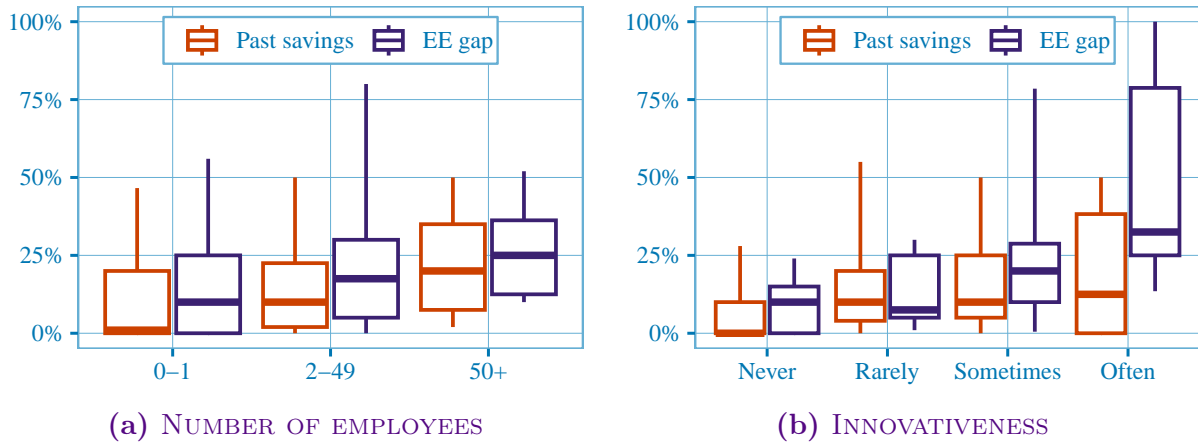 100%
75%
50%
25%
0%
Past savings EE gap
0–1 2–49 50+
(a) NUMBER OF EMPLOYEES
100%
75%
50%
25%
0%
Past savings EE gap
Never Rarely Sometimes Often
(b) INNOVATIVENESS